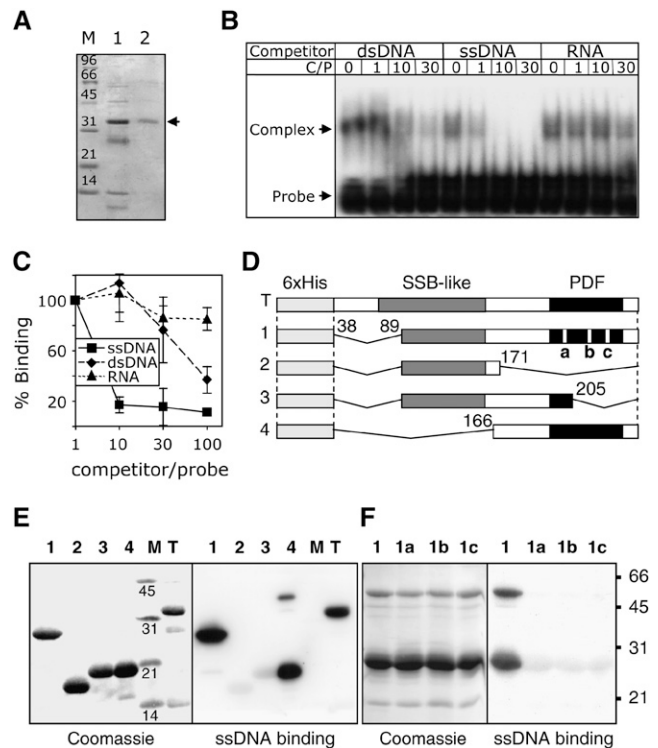 A
M 1 2
96
66
45
31
21
14
B
Competitor dsDNA ssDNA RNA
C/P 0 1 10 30 0 1 10 30 0 1 10 30
Complex
Probe
C
% Binding
100
60
20
ssDNA
dsDNA
RNA
1 10 30 100
competitor/probe
D
6xHis SSB-like PDF
T
1 38 89 a b c
2 171
3 205
4 166
E
1 2 3 4 M T 1 2 3 4 M T
45
31
21
14
Coomassie ssDNA binding
F
1 1a 1b 1c 1 1a 1b 1c
66
45
31
21
Coomassie ssDNA binding